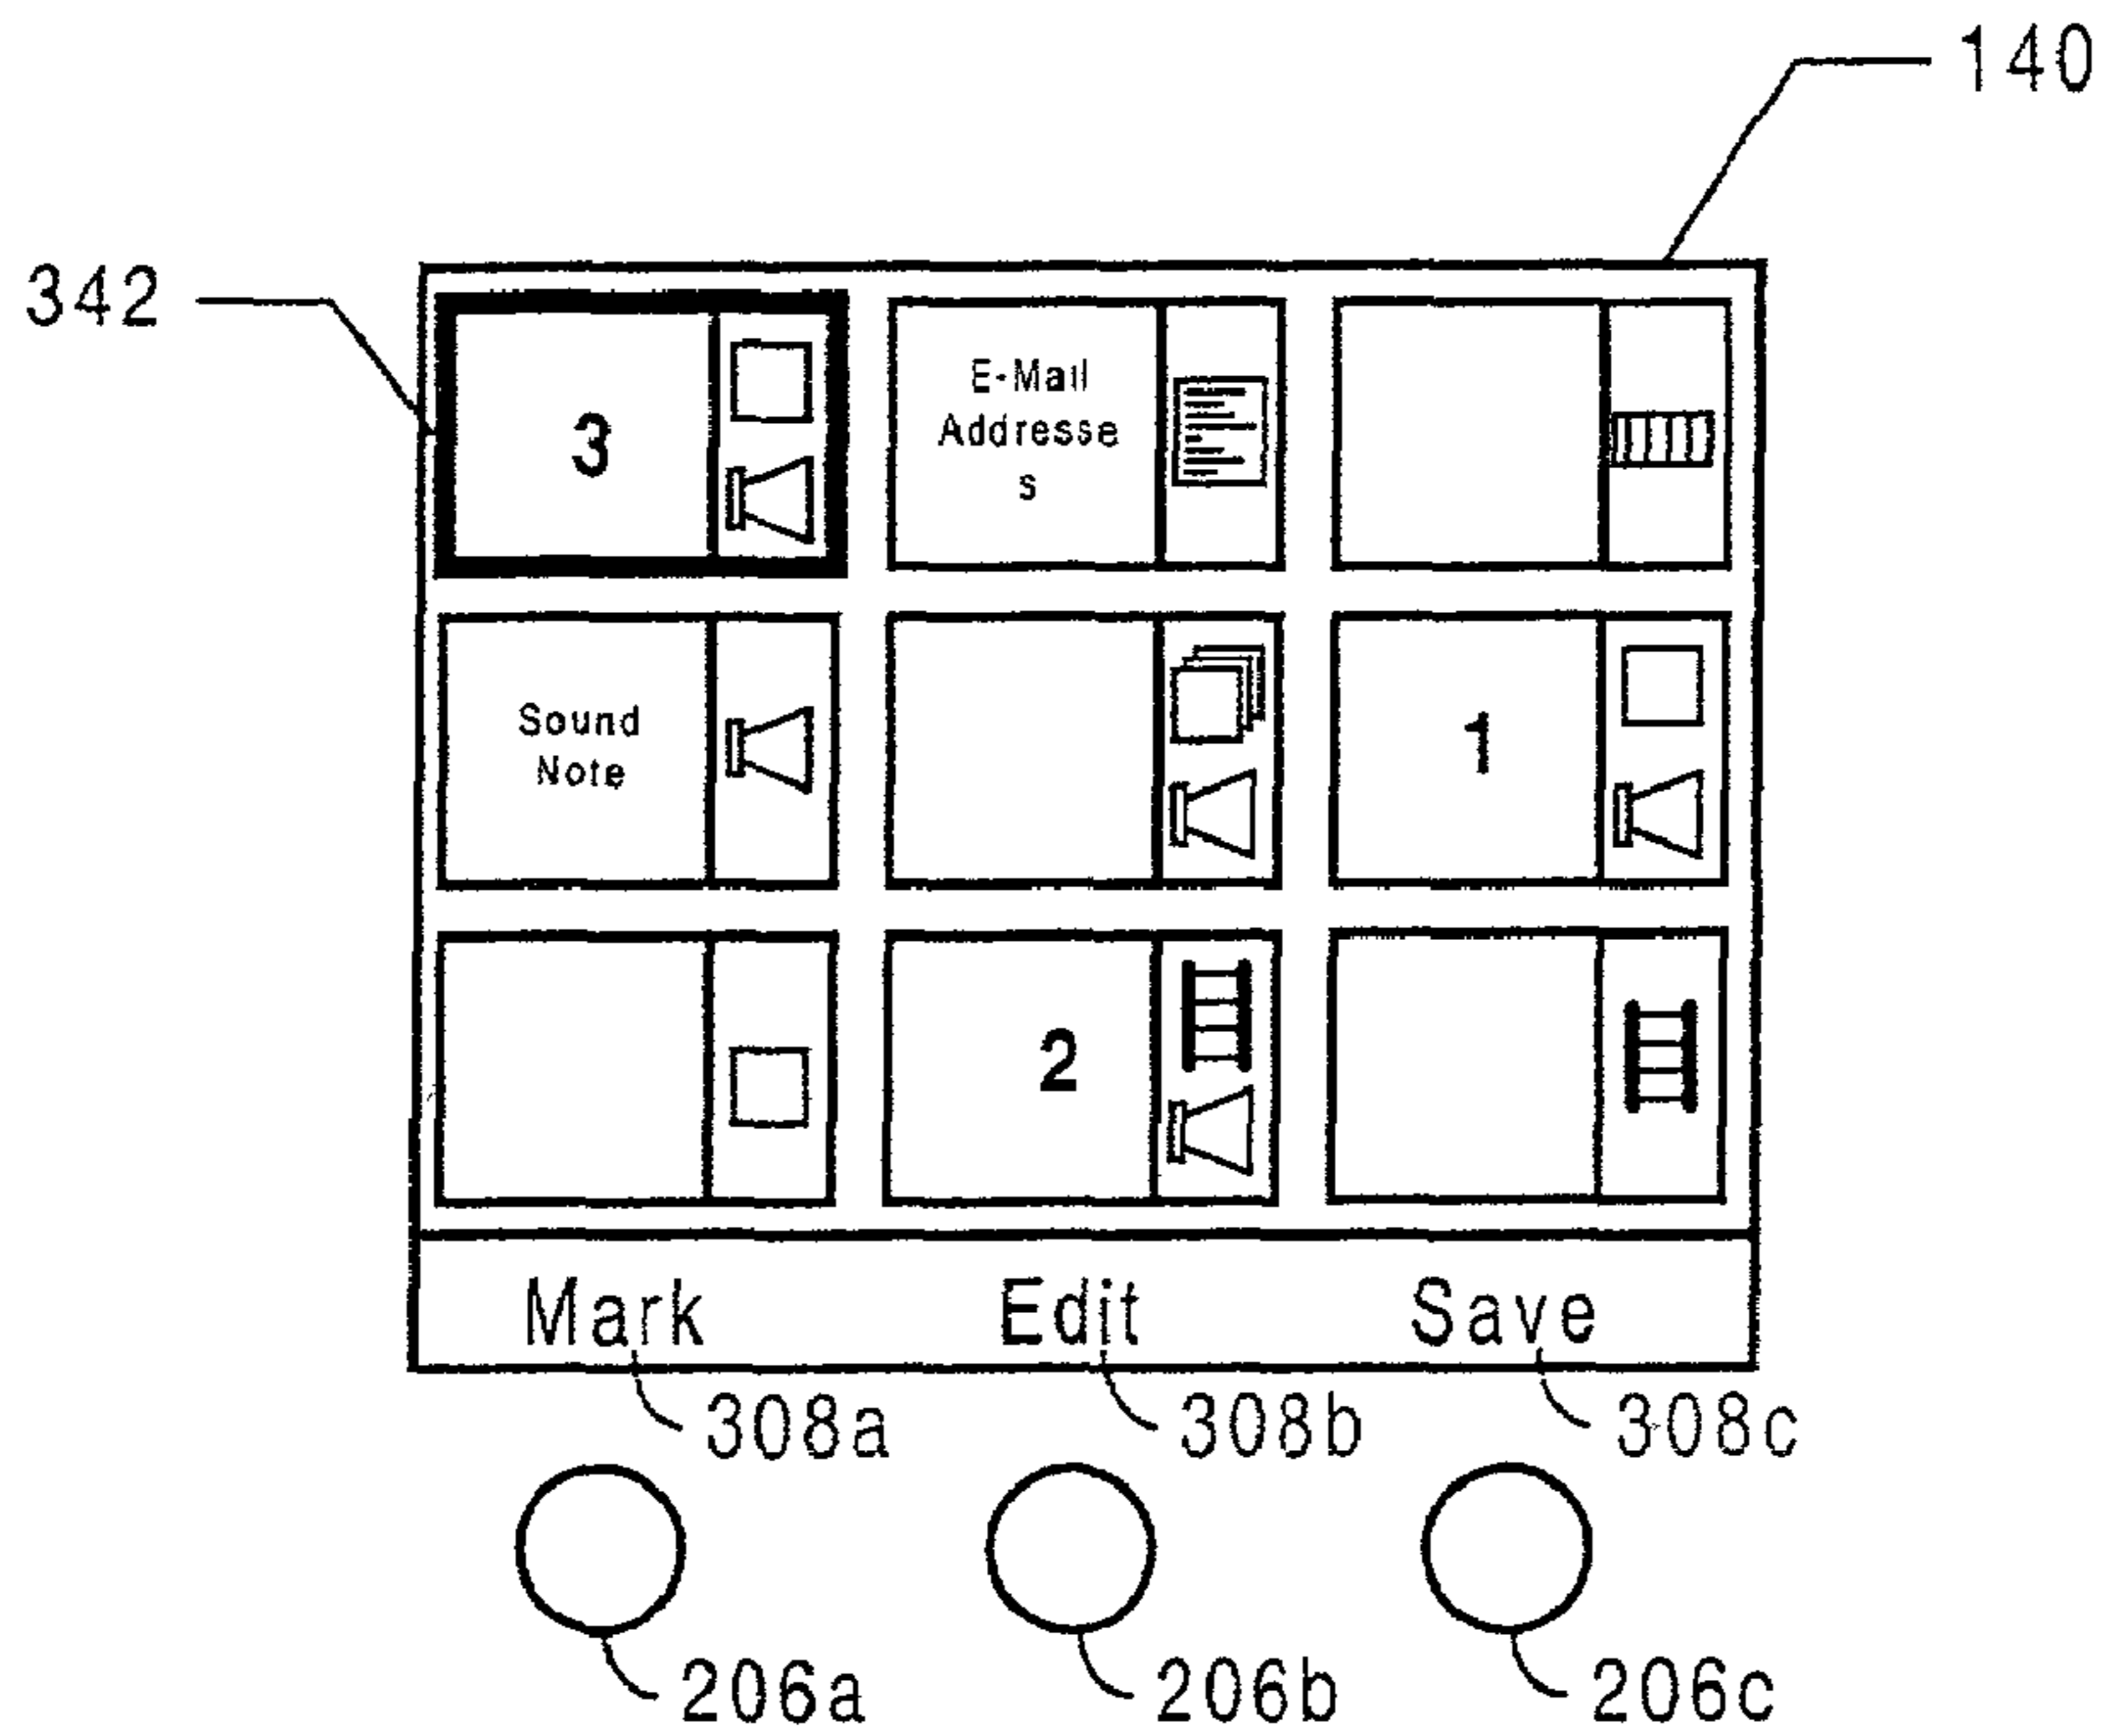 140
342
3
E-Mail
Addresse
s
Sound
Note
1
2
Mark Edit Save
308a 308b 308c
206a 206b 206c